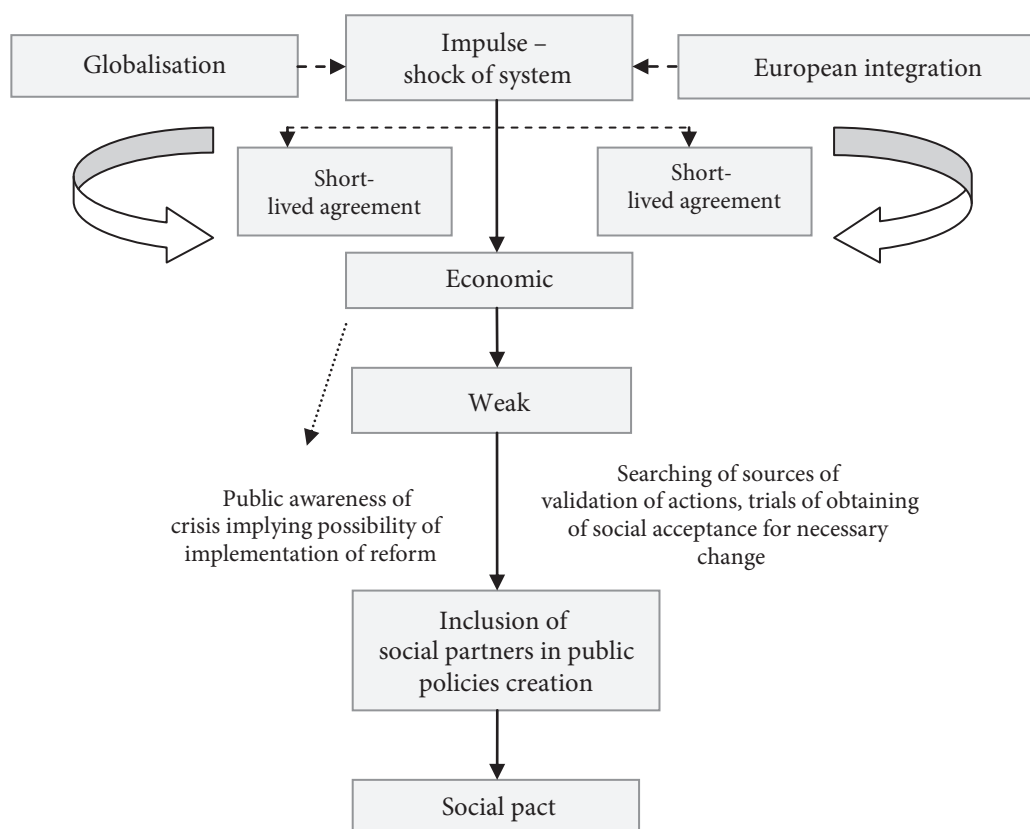 Globalisation
Impulse –
shock of system
European integration
Short-
lived agreement
Short-
lived agreement
Economic
Weak
Public awareness of
crisis implying possibility of
implementation of reform
Searching of sources of
validation of actions, trials of obtaining
of social acceptance for necessary
change
Inclusion of
social partners in public
policies creation
Social pact